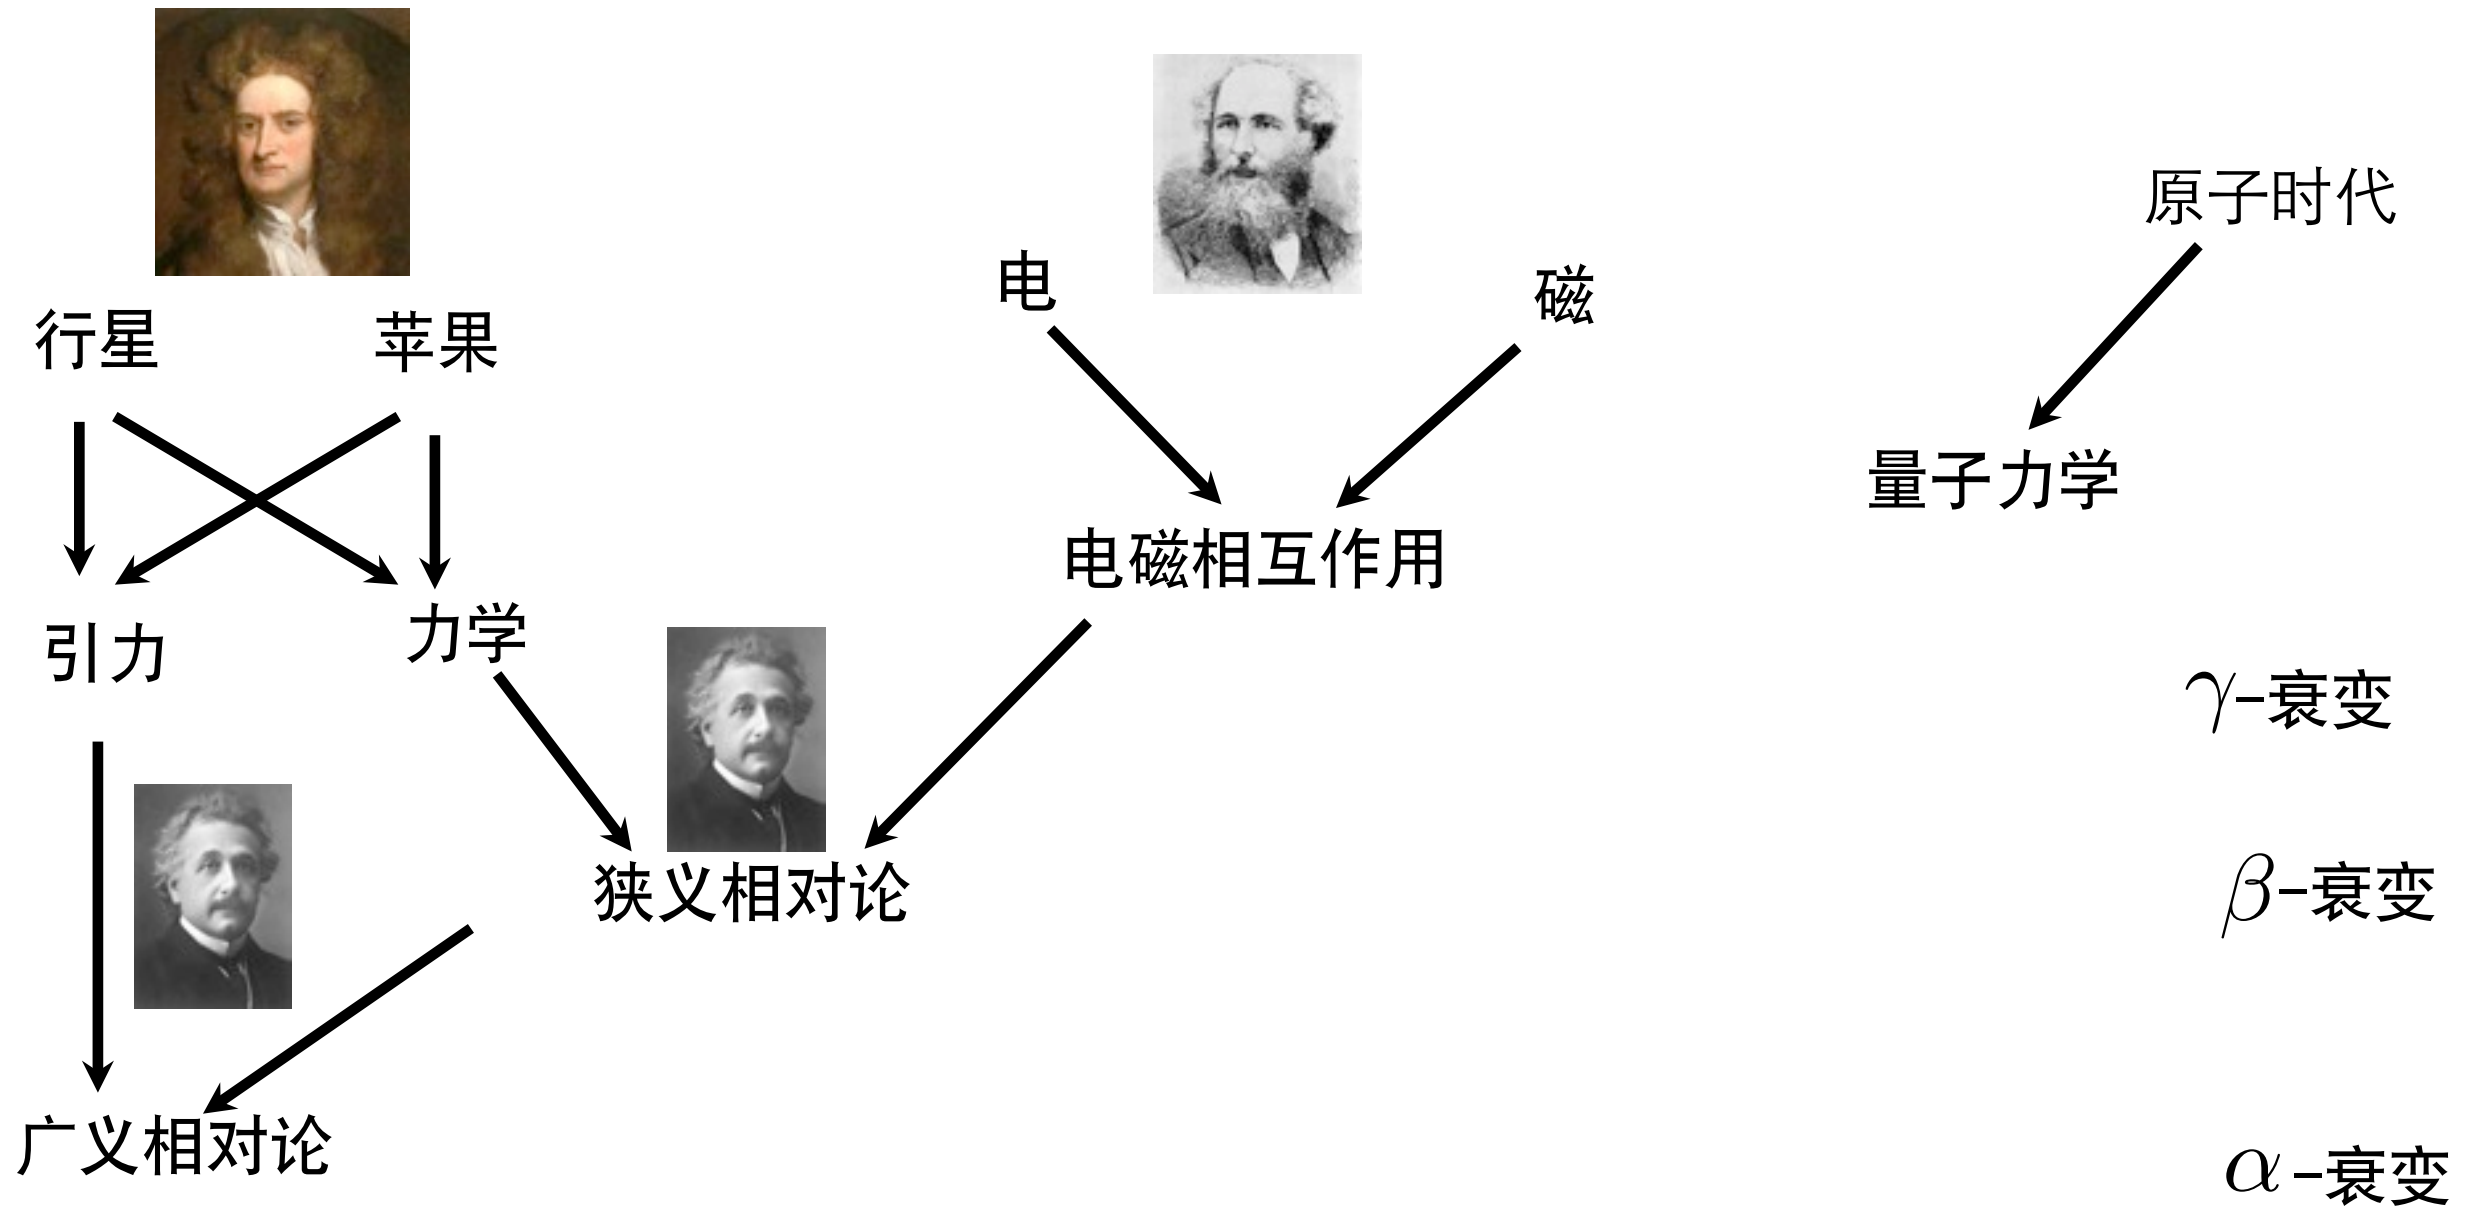 原子时代
电
磁
行星
苹果
量子力学
电磁相互作用
引力
力学
γ-衰变
狭义相对论
β-衰变
广义相对论
α-衰变